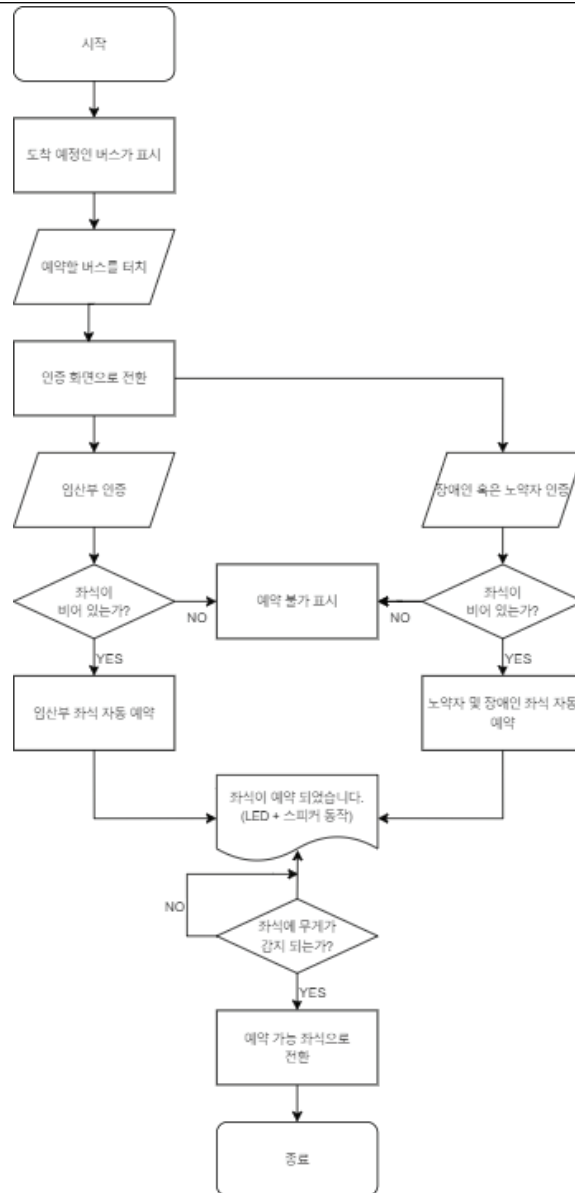 시작
도착 예정인 버스가 표시
예약할 버스를 터치
인증 화면으로 전환
임산부 인증
장애인 혹은 노약자 인증
좌석이
비어 있는가?
NO
예약 불가 표시
NO
좌석이
비어 있는가?
YES
YES
임산부 좌석 자동 예약
노약자 및 장애인 좌석 자동
예약
좌석이 예약 되었습니다.
(LED + 스피커 동작)
NO
좌석에 무게가
감지 되는가?
YES
예약 가능 좌석으로
전환
종료